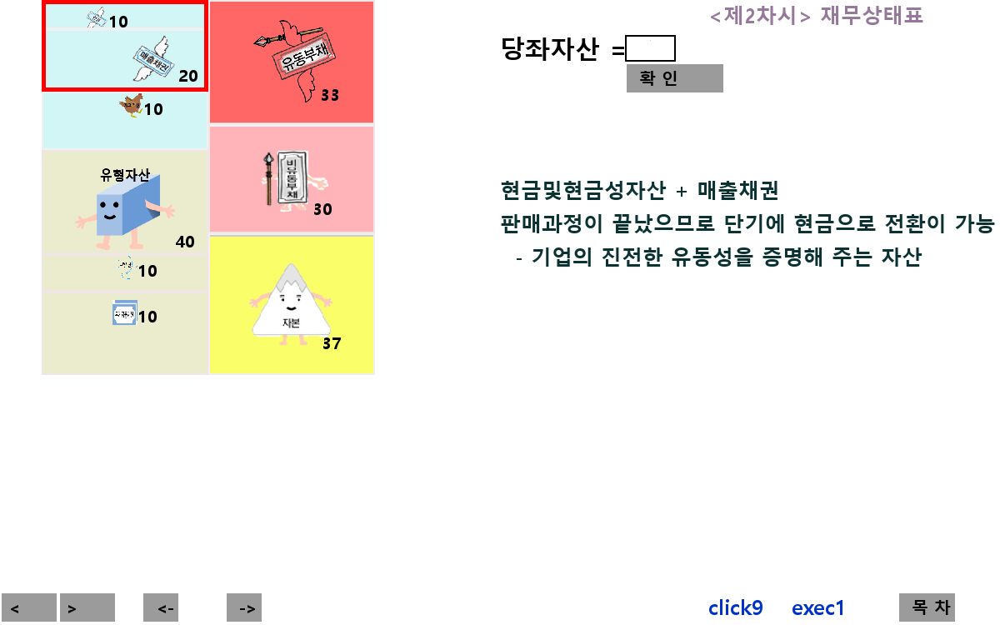 <제2차시> 재무상태표
당좌자산 =
확 인
10
매출채권
20
10
유형자산
40
10
10
유동부채
33
비유동부채
30
자본
37
현금및현금성자산 + 매출채권
판매과정이 끝났으므로 단기에 현금으로 전환이 가능
- 기업의 진전한 유동성을 증명해 주는 자산
<
>
<-
->
click9
exec1
목 차